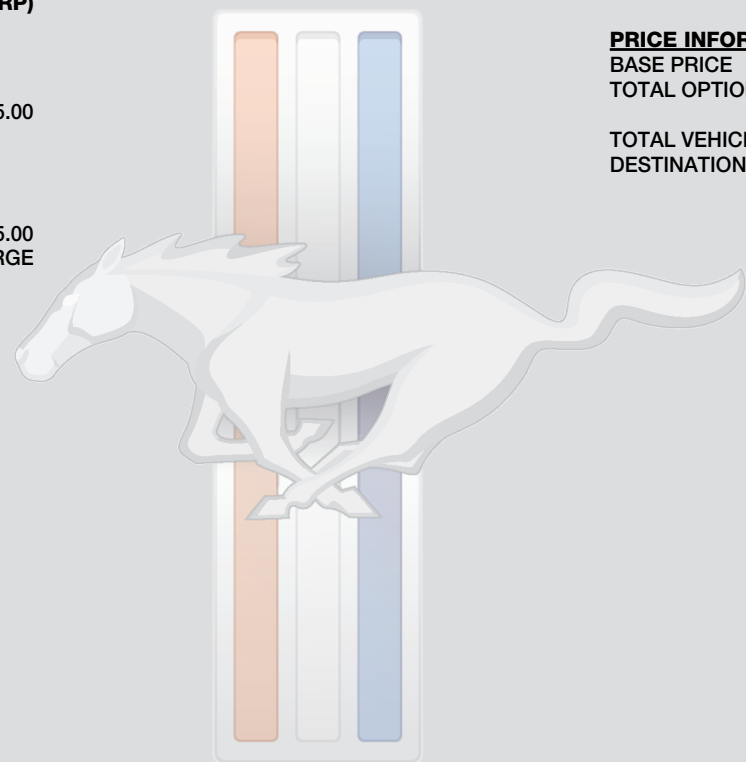 RP)
5.00
5.00
RGE
PRICE INFOR
BASE PRICE
TOTAL OPTIO
TOTAL VEHICL
DESTINATION